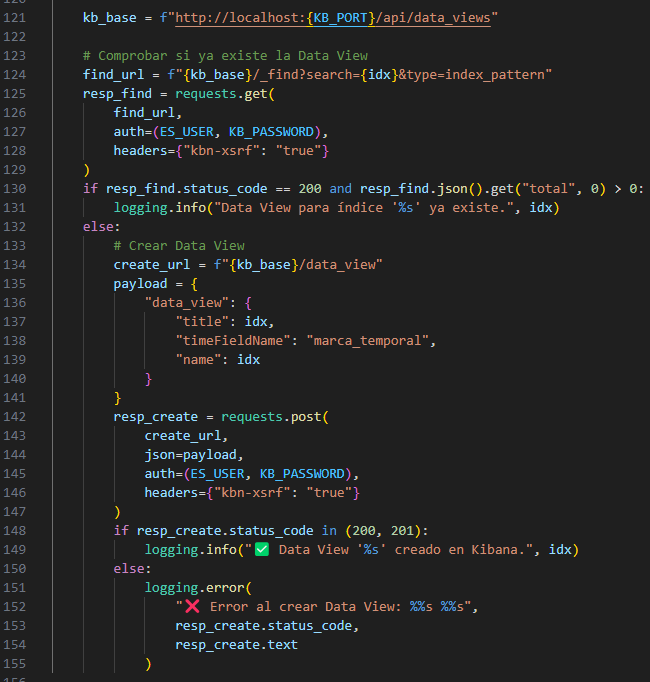 121 kb_base = f"http://localhost:{KB_PORT}/api/data_views"
122
123 # Comprobar si ya existe la Data View
124 find_url = f"{kb_base}/_find?search={idx}&type=index_pattern"
125 resp_find = requests.get(
126     find_url,
127     auth=(ES_USER, KB_PASSWORD),
128     headers={"kbn-xsrf": "true"}
129 )
130 if resp_find.status_code == 200 and resp_find.json().get("total", 0) > 0:
131     logging.info("Data View para índice '%s' ya existe.", idx)
132 else:
133     # Crear Data View
134     create_url = f"{kb_base}/data_view"
135     payload = {
136         "data_view": {
137             "title": idx,
138             "timeFieldName": "marca_temporal",
139             "name": idx
140         }
141     }
142     resp_create = requests.post(
143         create_url,
144         json=payload,
145         auth=(ES_USER, KB_PASSWORD),
146         headers={"kbn-xsrf": "true"}
147     )
148     if resp_create.status_code in (200, 201):
149         logging.info("✅ Data View '%s' creado en Kibana.", idx)
150     else:
151         logging.error(
152             "❌ Error al crear Data View: %%s %%s",
153             resp_create.status_code,
154             resp_create.text
155         )